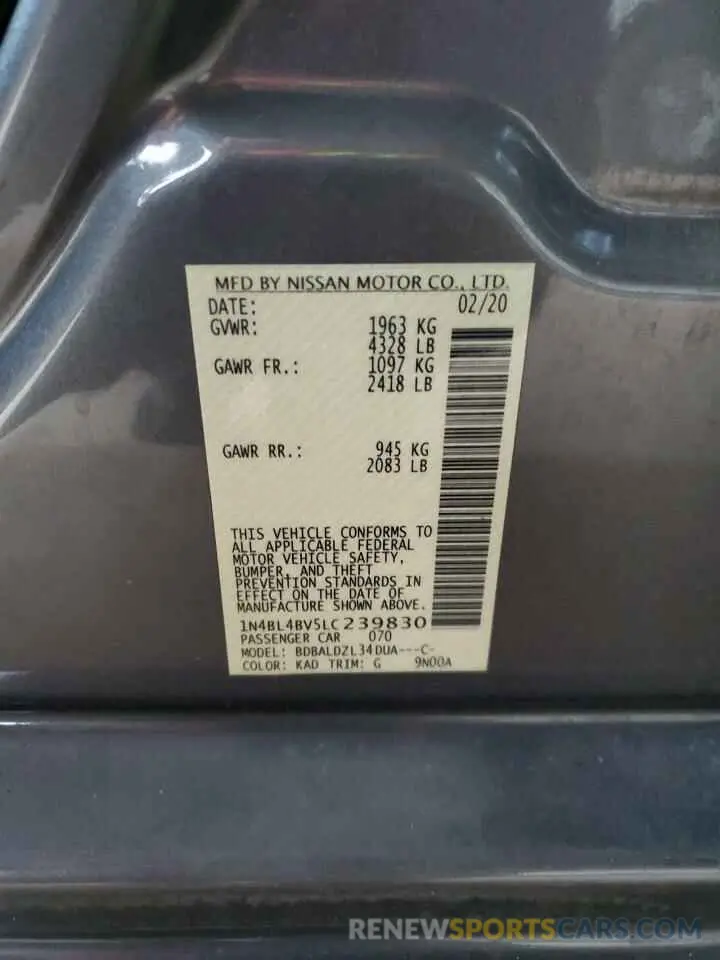 MFD BY NISSAN MOTOR CO., LTD.
DATE: 02/20
GVWR: 1963 KG
4328 LB
GAWR FR.: 1097 KG
2418 LB
GAWR RR.: 945 KG
2083 LB
THIS VEHICLE CONFORMS TO
ALL APPLICABLE FEDERAL
MOTOR VEHICLE SAFETY,
BUMPER, AND THEFT
PREVENTION STANDARDS IN
EFFECT ON THE DATE OF
MANUFACTURE SHOWN ABOVE.
1N4BL4BV5LC239830
PASSENGER CAR 070
MODEL: BDBALDZL34DUA---C-
COLOR: KAD TRIM: G 9N00A
RENEWSPORTSCARS.COM